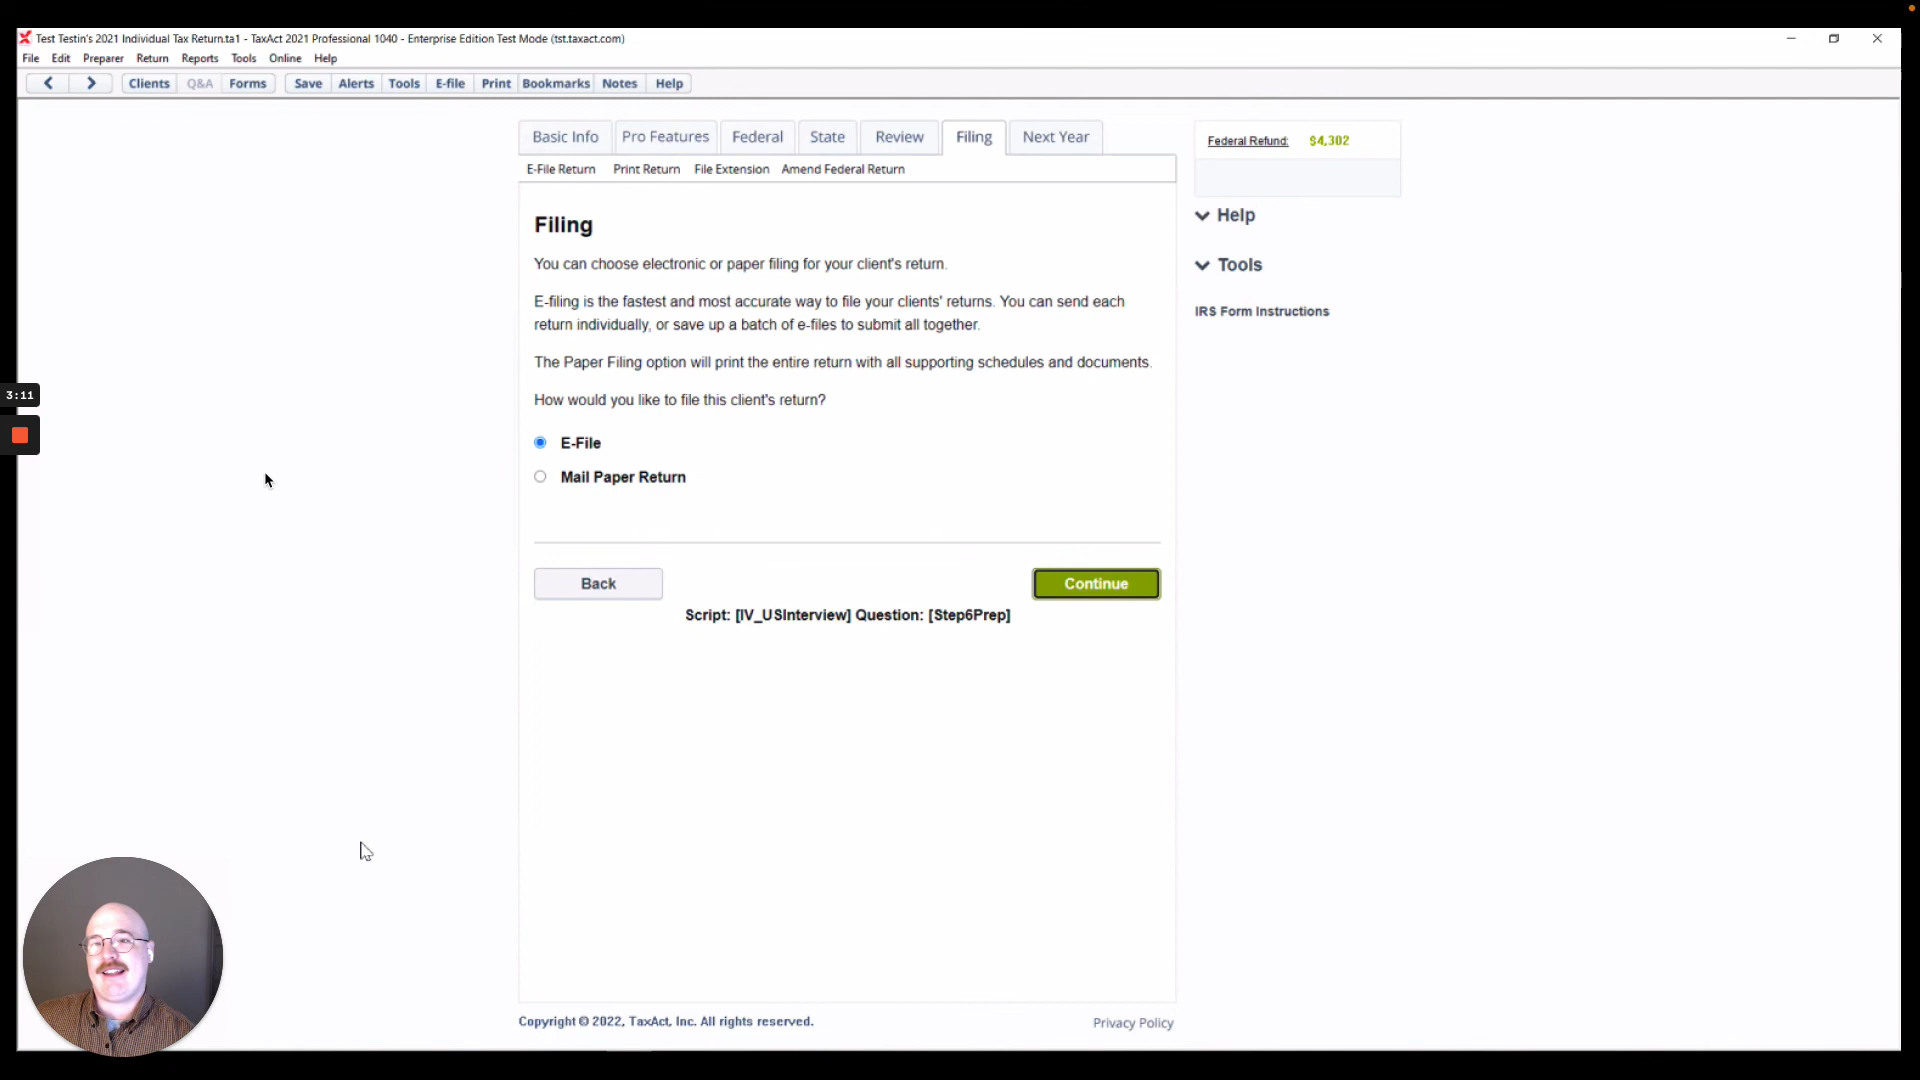 Test Testin's 2021 Individual Tax Return.ta1 - TaxAct 2021 Professional 1040 - Enterprise Edition Test Mode (tst.taxact.com)
File Edit Preparer Return Reports Tools Online Help
Clients Q&A Forms Save Alerts Tools E-file Print Bookmarks Notes Help
Basic Info Pro Features Federal State Review Filing Next Year
Federal Refund: $4,302
E-File Return Print Return File Extension Amend Federal Return
Help
Filing
You can choose electronic or paper filing for your client's return.
Tools
E-filing is the fastest and most accurate way to file your clients' returns. You can send each
return individually, or save up a batch of e-files to submit all together.
IRS Form Instructions
The Paper Filing option will print the entire return with all supporting schedules and documents.
3:11
How would you like to file this client's return?
E-File
Mail Paper Return
Back Continue
Script: [IV_USInterview] Question: [Step6Prep]
Copyright © 2022, TaxAct, Inc. All rights reserved. Privacy Policy